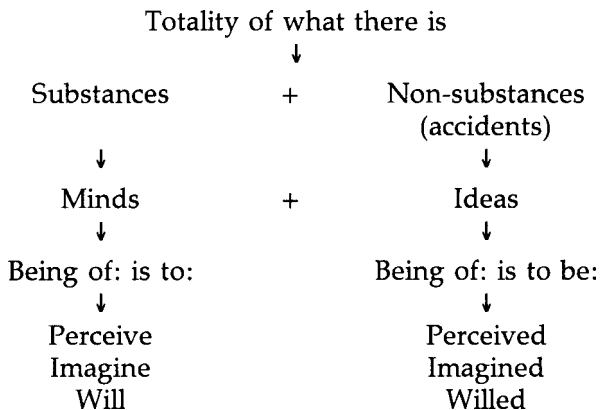 Totality of what there is
↓
Substances + Non-substances
(accidents)
↓ ↓
Minds + Ideas
↓ ↓
Being of: is to: Being of: is to be:
↓ ↓
Perceive Perceived
Imagine Imagined
Will Willed